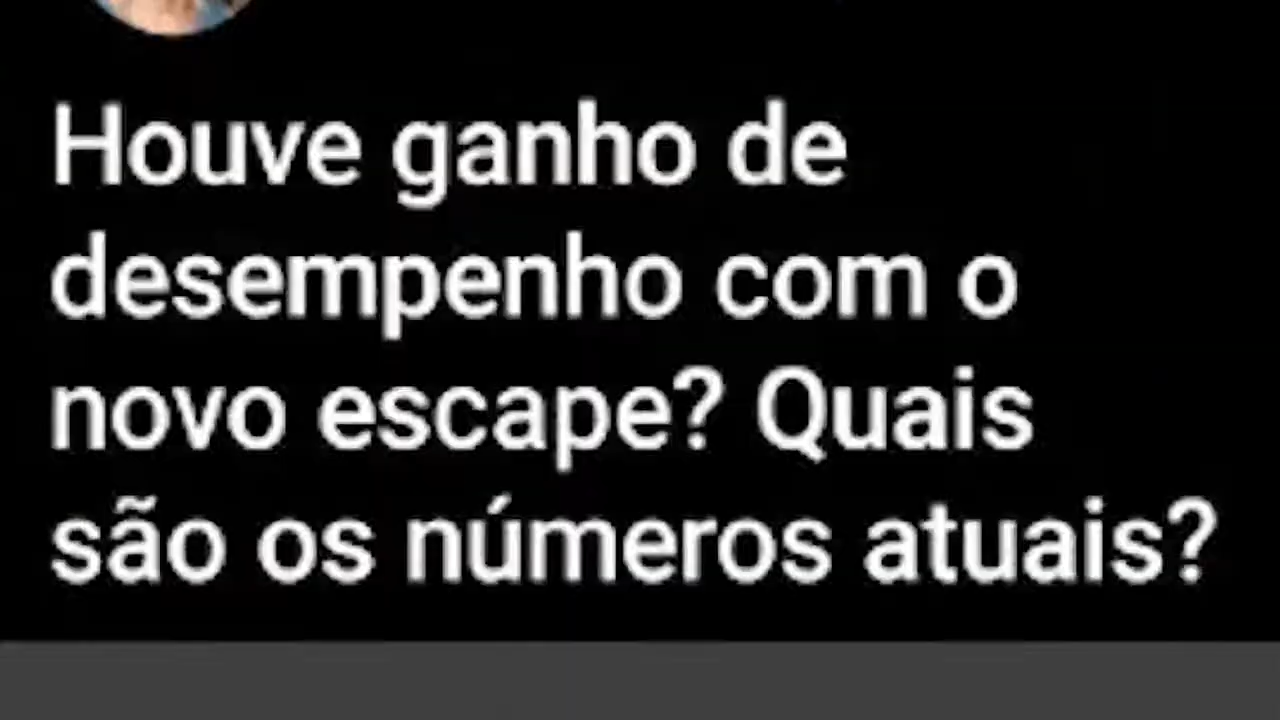 Houve ganho de
desempenho com o
novo escape? Quais
são os números atuais?